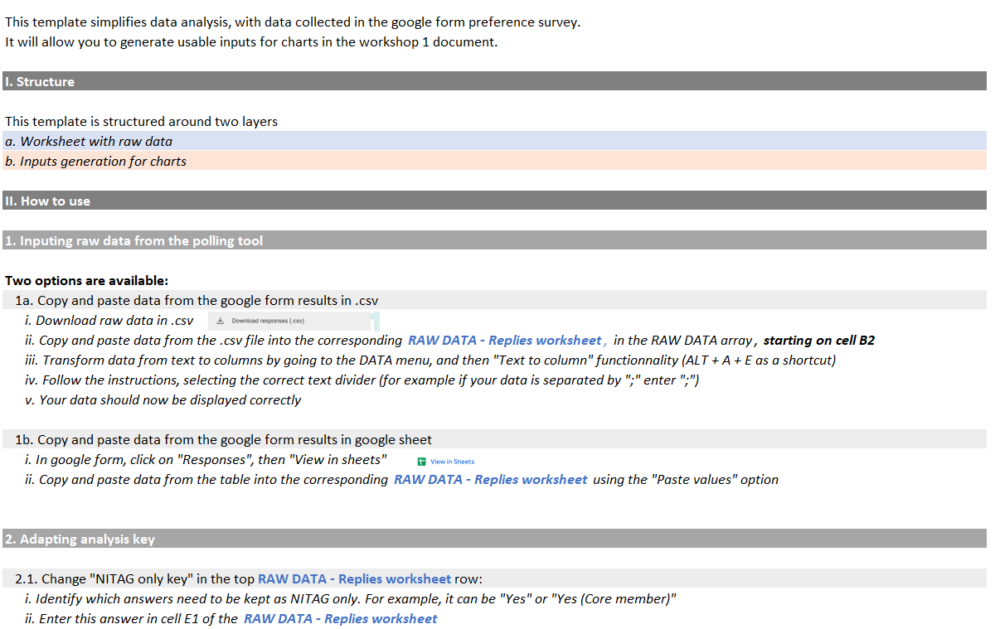 This template simplifies data analysis, with data collected in the google form preference survey.
It will allow you to generate usable inputs for charts in the workshop 1 document.
I. Structure
This template is structured around two layers
a. Worksheet with raw data
b. Inputs generation for charts
II. How to use
1. Inputing raw data from the polling tool
Two options are available:
1a. Copy and paste data from the google form results in .csv
i. Download raw data in .csv Download responses (.csv)
ii. Copy and paste data from the .csv file into the corresponding RAW DATA - Replies worksheet, in the RAW DATA array, starting on cell B2
iii. Transform data from text to columns by going to the DATA menu, and then "Text to column" functionnality (ALT + A + E as a shortcut)
iv. Follow the instructions, selecting the correct text divider (for example if your data is separated by ";" enter ";")
v. Your data should now be displayed correctly
1b. Copy and paste data from the google form results in google sheet
i. In google form, click on "Responses", then "View in sheets" View in Sheets
ii. Copy and paste data from the table into the corresponding RAW DATA - Replies worksheet using the "Paste values" option
2. Adapting analysis key
2.1. Change "NITAG only key" in the top RAW DATA - Replies worksheet row:
i. Identify which answers need to be kept as NITAG only. For example, it can be "Yes" or "Yes (Core member)"
ii. Enter this answer in cell E1 of the RAW DATA - Replies worksheet